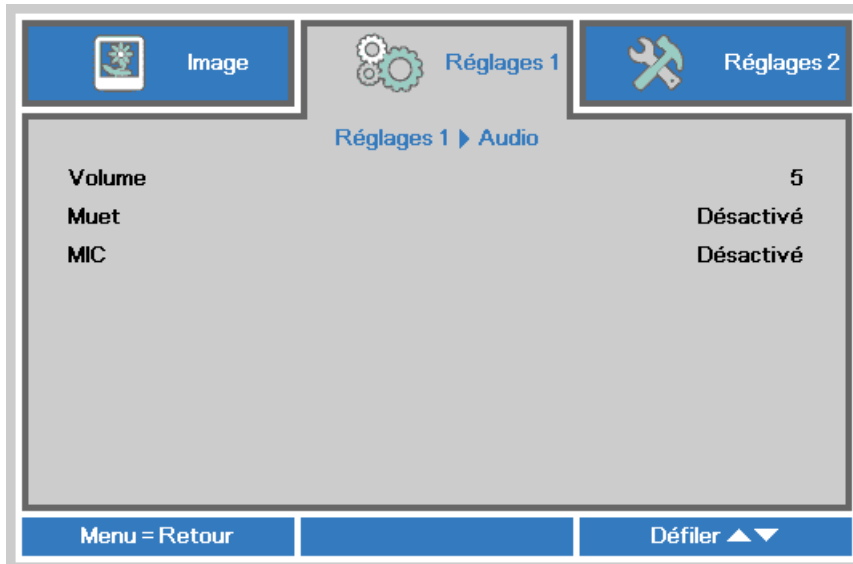 Image
Réglages 1
Réglages 2
Réglages 1 ▶ Audio
Volume 5
Muet Désactivé
MIC Désactivé
Menu = Retour
Défiler ▲▼